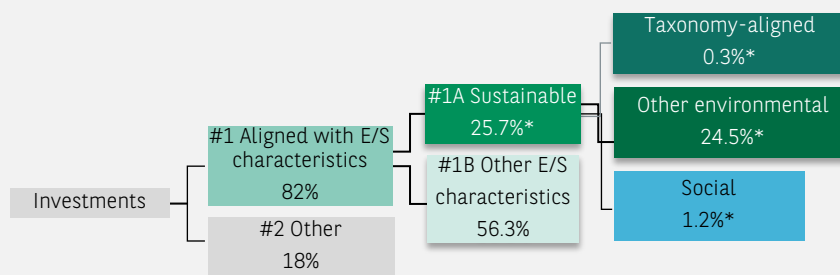 Investments
#1 Aligned with E/S
characteristics
82%
#2 Other
18%
#1A Sustainable
25.7%*
#1B Other E/S
characteristics
56.3%
Taxonomy-aligned
0.3%*
Other environmental
24.5%*
Social
1.2%*